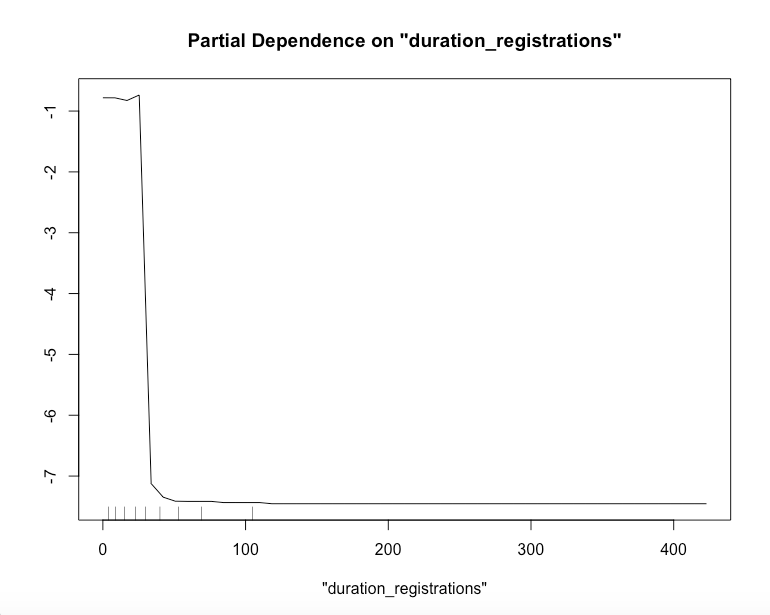 Partial Dependence on "duration_registrations"
-1
-2
-3
-4
-5
-6
-7
0 100 200 300 400
"duration_registrations"